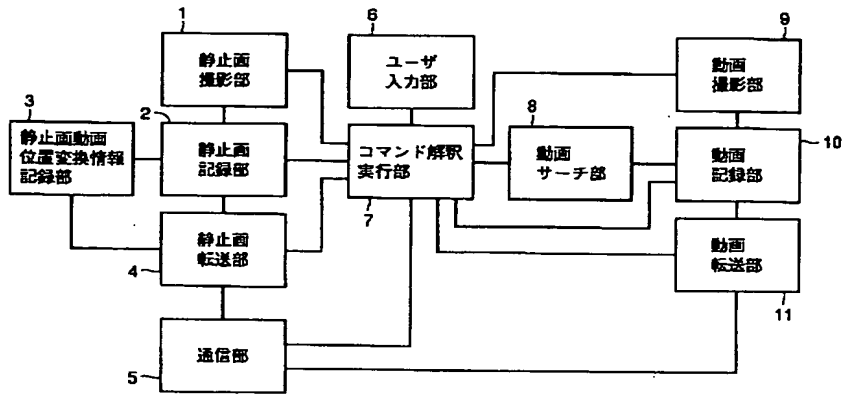 1
静止画
撮影部
2
静止画
記録部
3
静止画動画
位置変換情報
記録部
4
静止画
転送部
5
通信部
6
ユーザ
入力部
コマンド解釈
実行部
7
8
動画
サーチ部
9
動画
撮影部
10
動画
記録部
動画
転送部
11